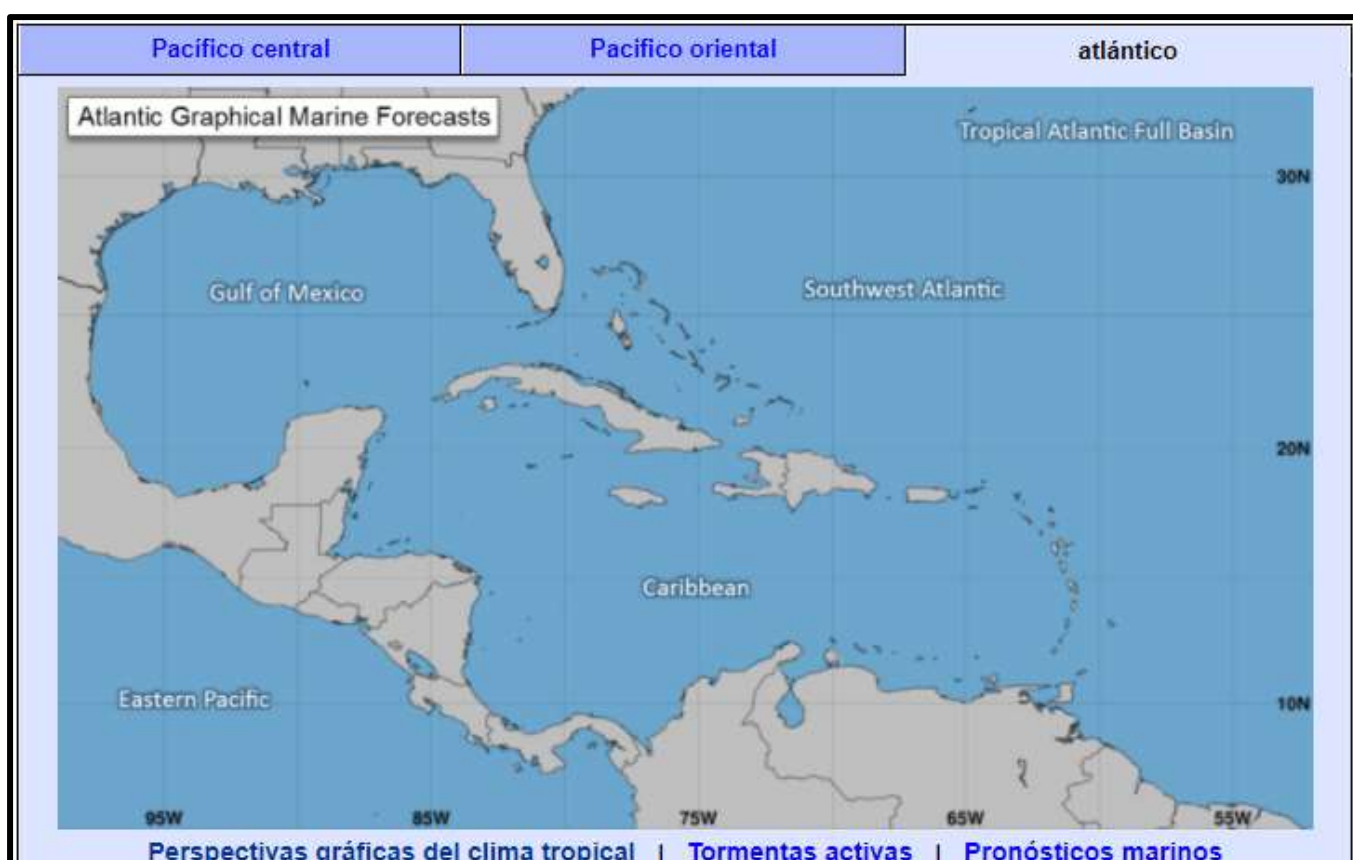 Pacífico central
Pacifico oriental
atlántico
Atlantic Graphical Marine Forecasts
Tropical Atlantic Full Basin
30N
Gulf of Mexico
Southwest Atlantic
20N
Caribbean
Eastern Pacific
10N
95W
85W
75W
65W
55W
Perspectivas gráficas del clima tropical | Tormentas activas | Pronósticos marinos